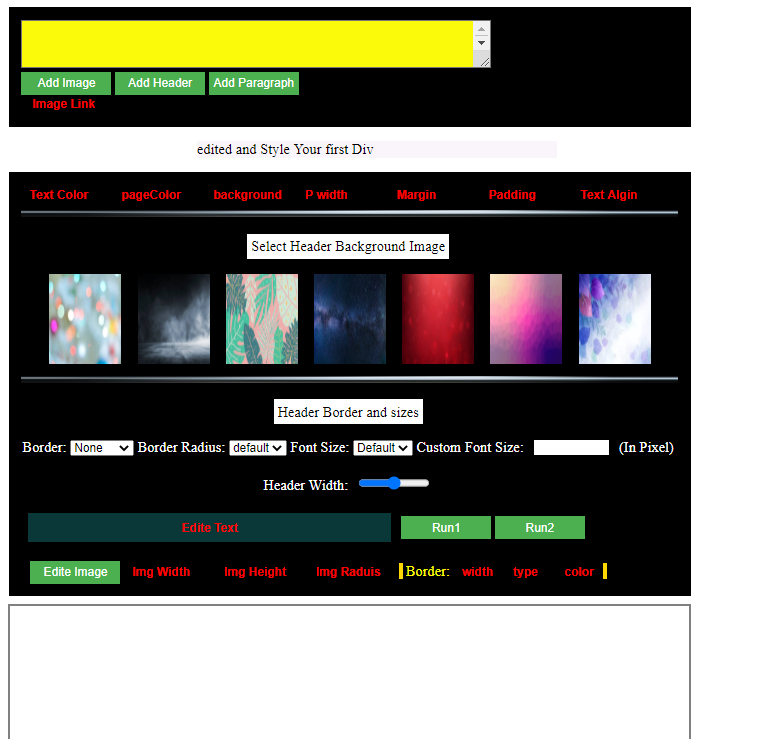 Add Image Add Header Add Paragraph
Image Link
edited and Style Your first Div
Text Color pageColor background P width Margin Padding Text Algin
Select Header Background Image
Header Border and sizes
Border: None Border Radius: default Font Size: Default Custom Font Size: (In Pixel)
Header Width:
Edite Text Run1 Run2
Edite Image Img Width Img Height Img Raduis Border: width type color